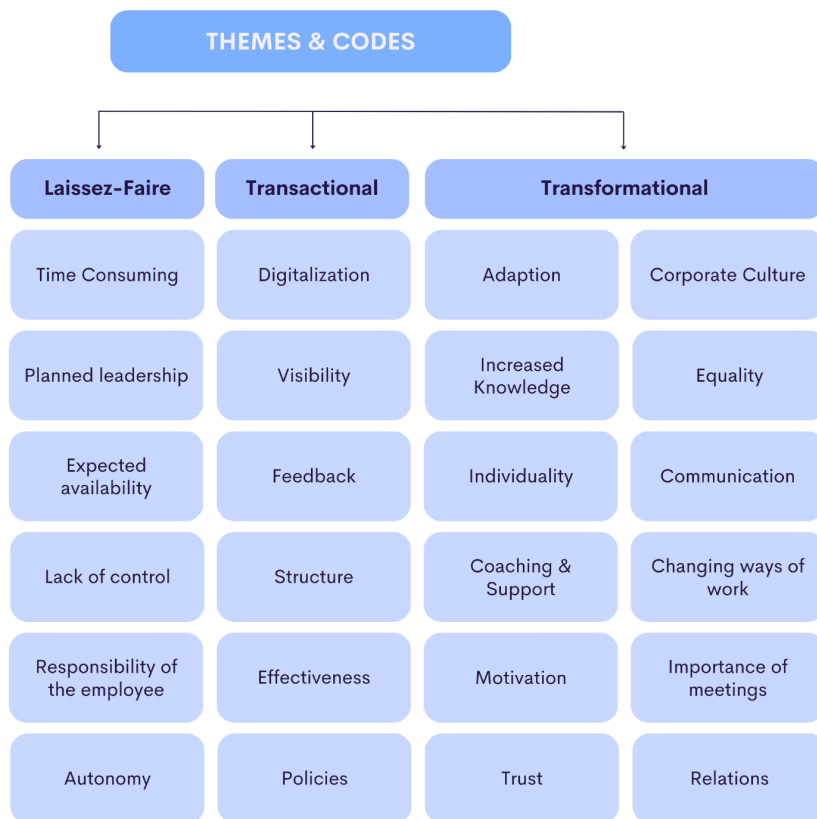 THEMES & CODES
Laissez-Faire
Transactional
Transformational
Time Consuming
Digitalization
Adaption
Corporate Culture
Planned leadership
Visibility
Increased
Knowledge
Equality
Expected
availability
Feedback
Individuality
Communication
Lack of control
Structure
Coaching &
Support
Changing ways of
work
Responsibility of
the employee
Effectiveness
Motivation
Importance of
meetings
Autonomy
Policies
Trust
Relations